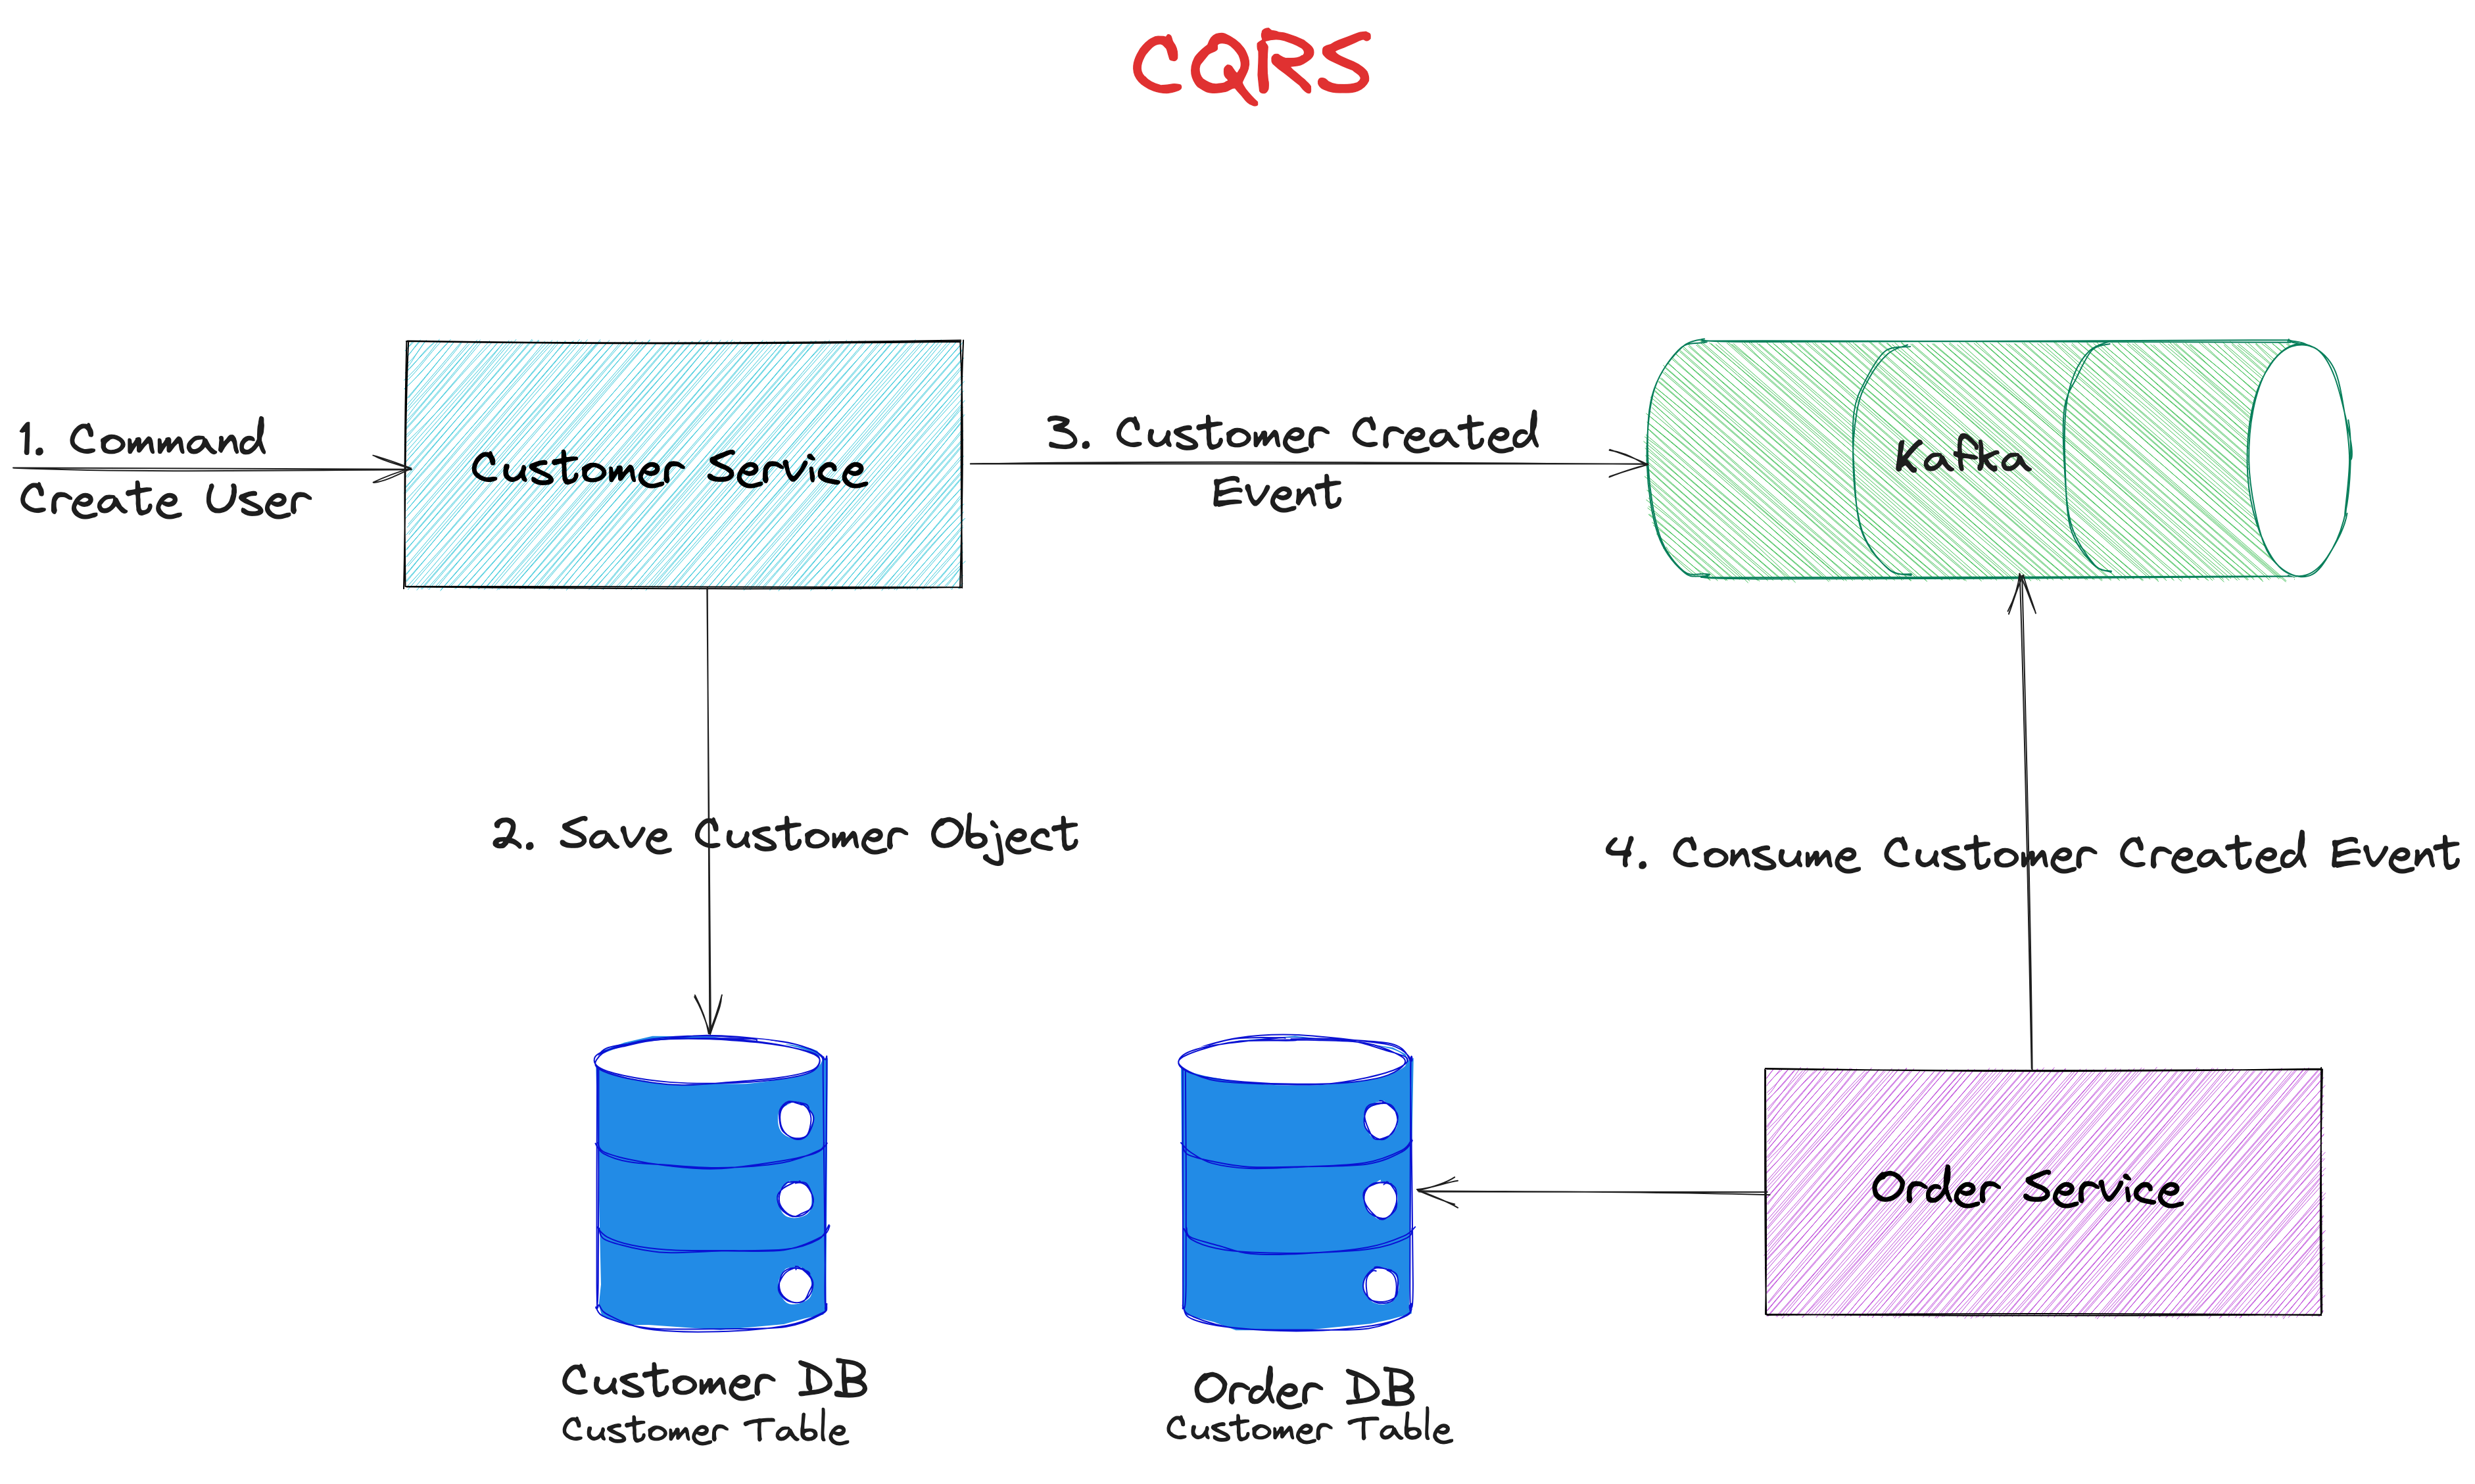 CQRS
1. Command
Create User
Customer Service
3. Customer Created
Event
Kafka
2. Save Customer Object
4. Consume Customer Created Event
Order Service
Customer DB
Customer Table
Order DB
Customer Table